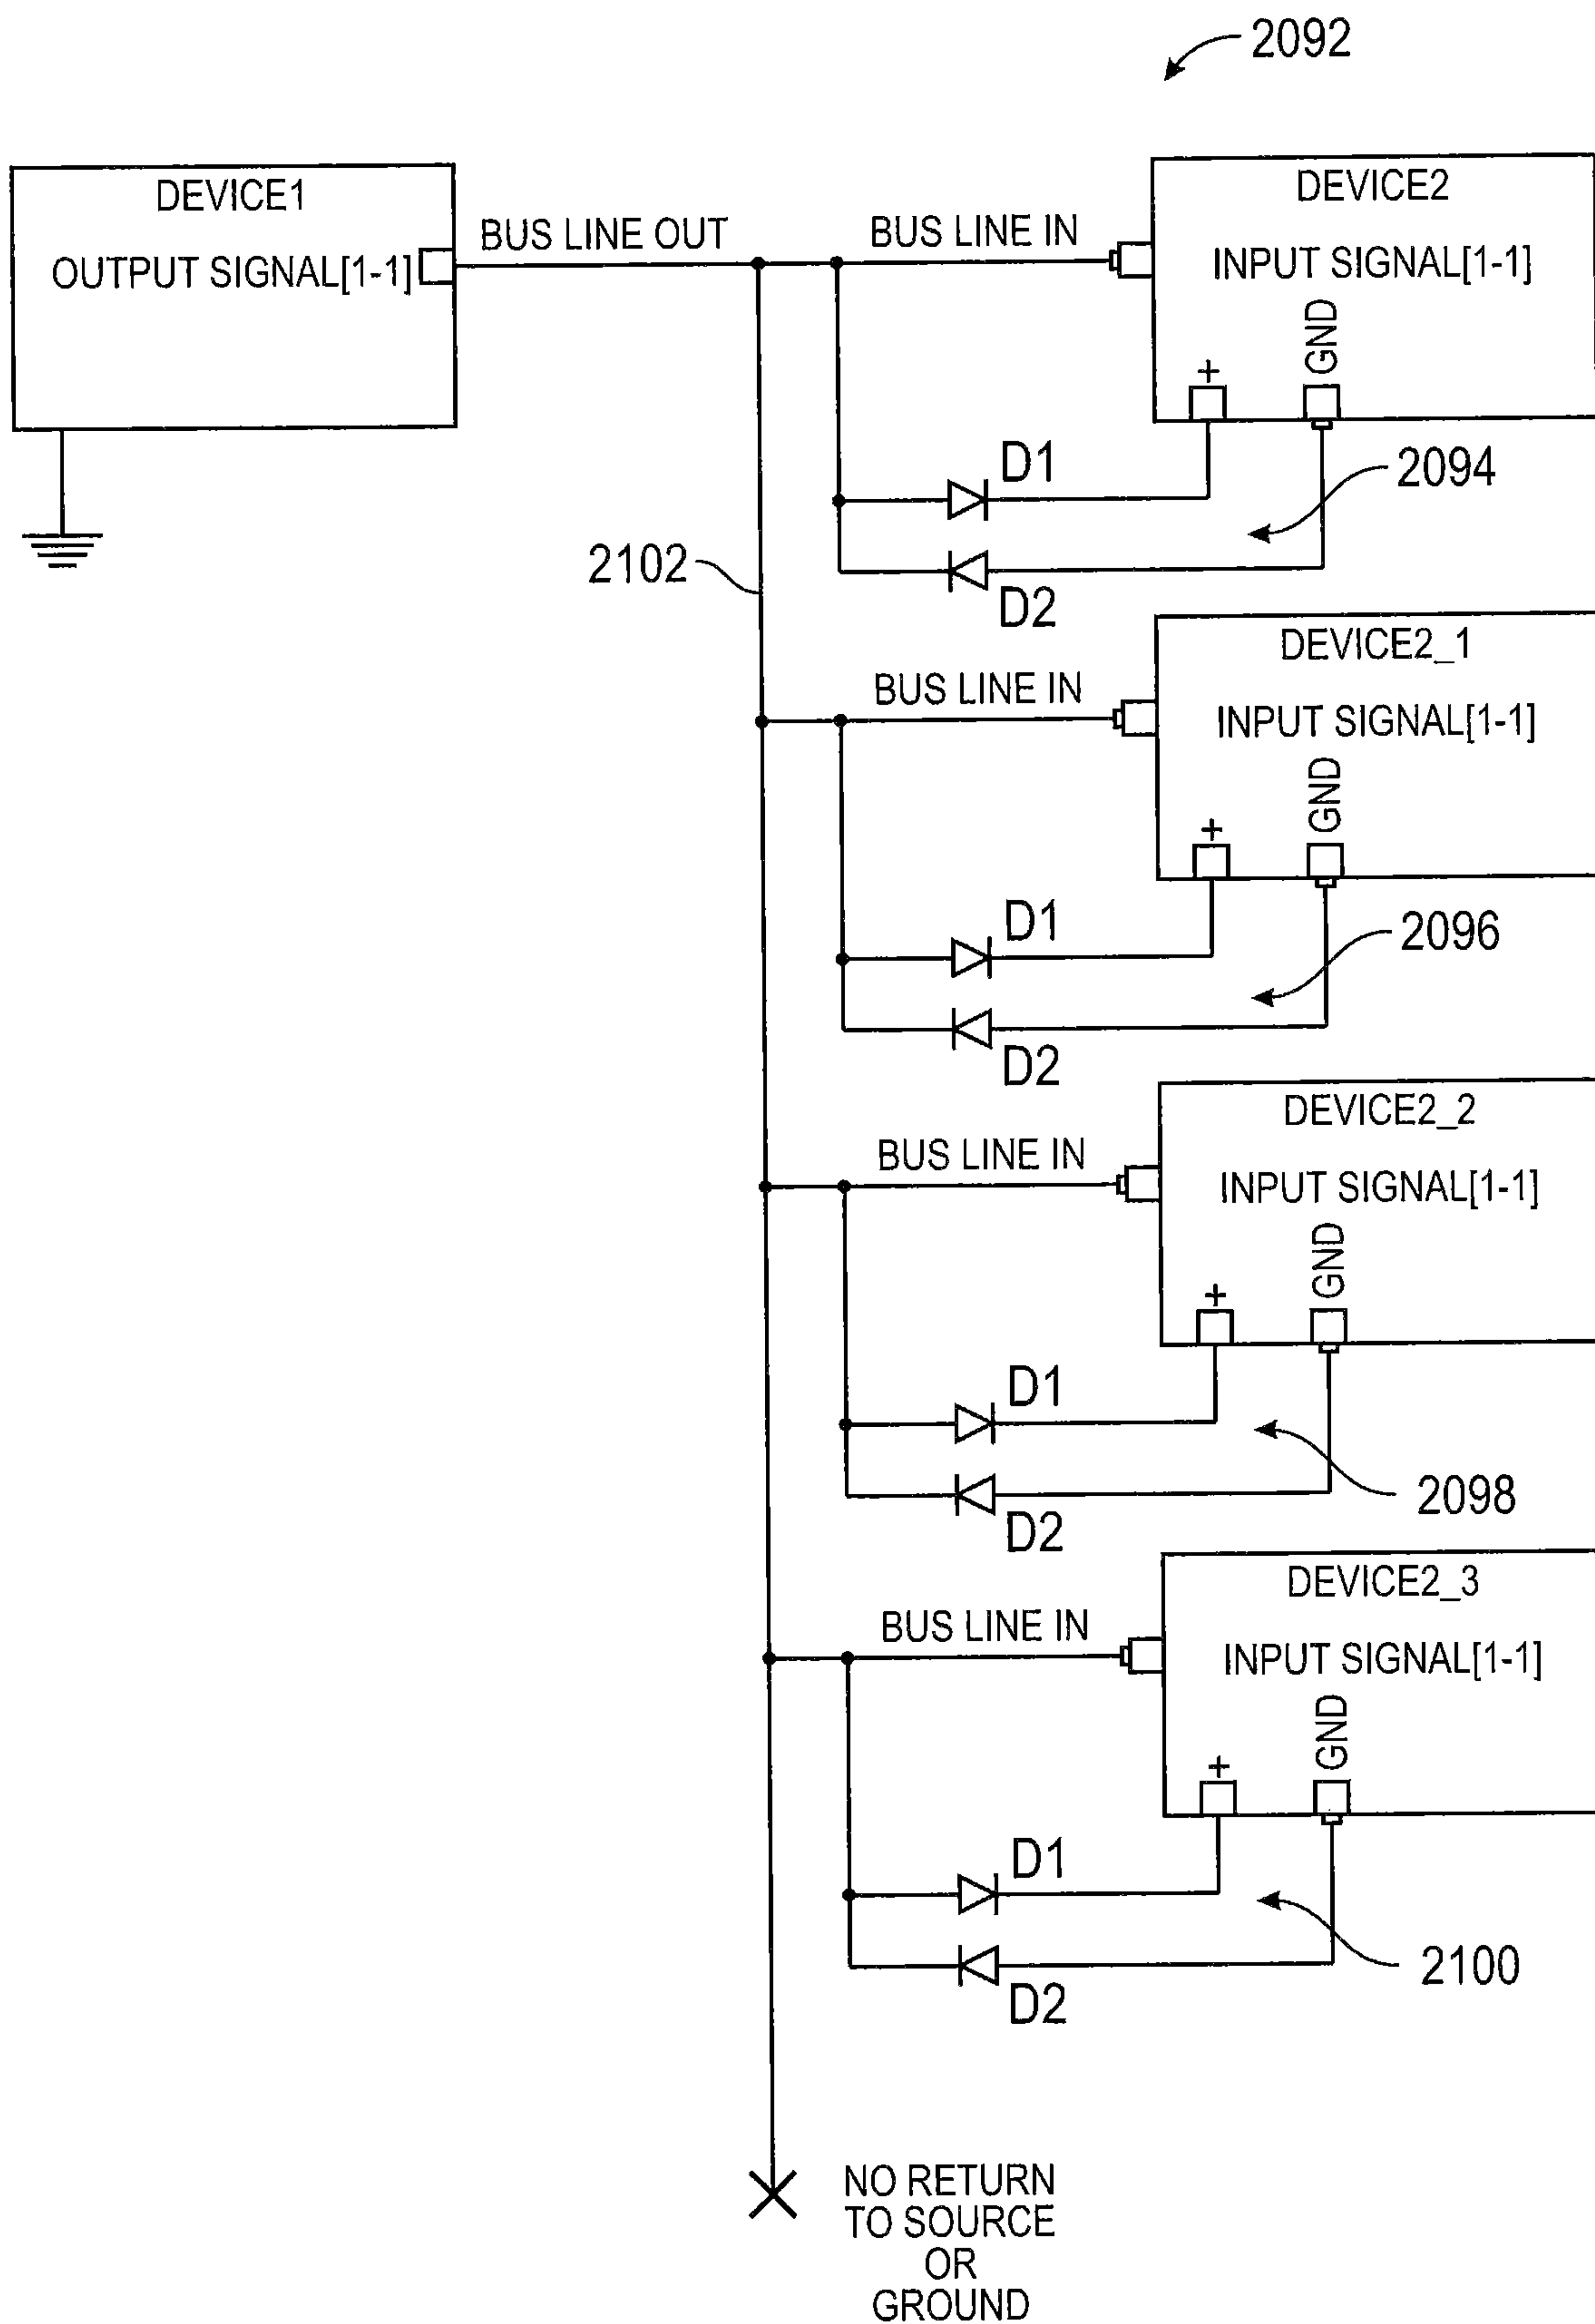 2092
DEVICE1
OUTPUT SIGNAL[1-1]
BUS LINE OUT
BUS LINE IN
DEVICE2
INPUT SIGNAL[1-1]
+
GND
D1
2094
D2
2102
DEVICE2_1
BUS LINE IN
INPUT SIGNAL[1-1]
+
GND
D1
2096
D2
DEVICE2_2
BUS LINE IN
INPUT SIGNAL[1-1]
+
GND
D1
2098
D2
DEVICE2_3
BUS LINE IN
INPUT SIGNAL[1-1]
+
GND
D1
2100
D2
NO RETURN
TO SOURCE
OR
GROUND